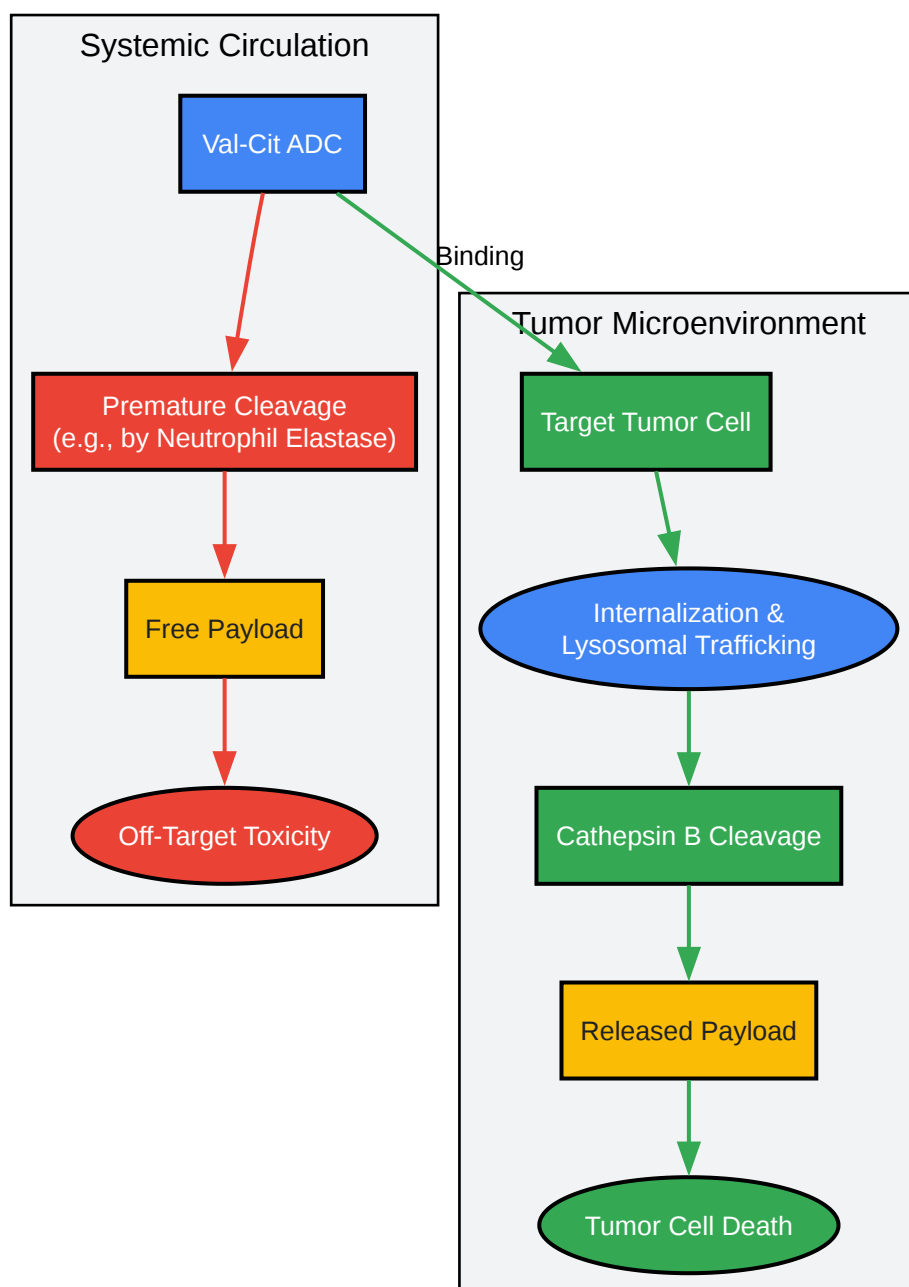 Systemic Circulation
Val-Cit ADC
Premature Cleavage
(e.g., by Neutrophil Elastase)
Free Payload
Off-Target Toxicity
Binding
Tumor Microenvironment
Target Tumor Cell
Internalization &
Lysosomal Trafficking
Cathepsin B Cleavage
Released Payload
Tumor Cell Death